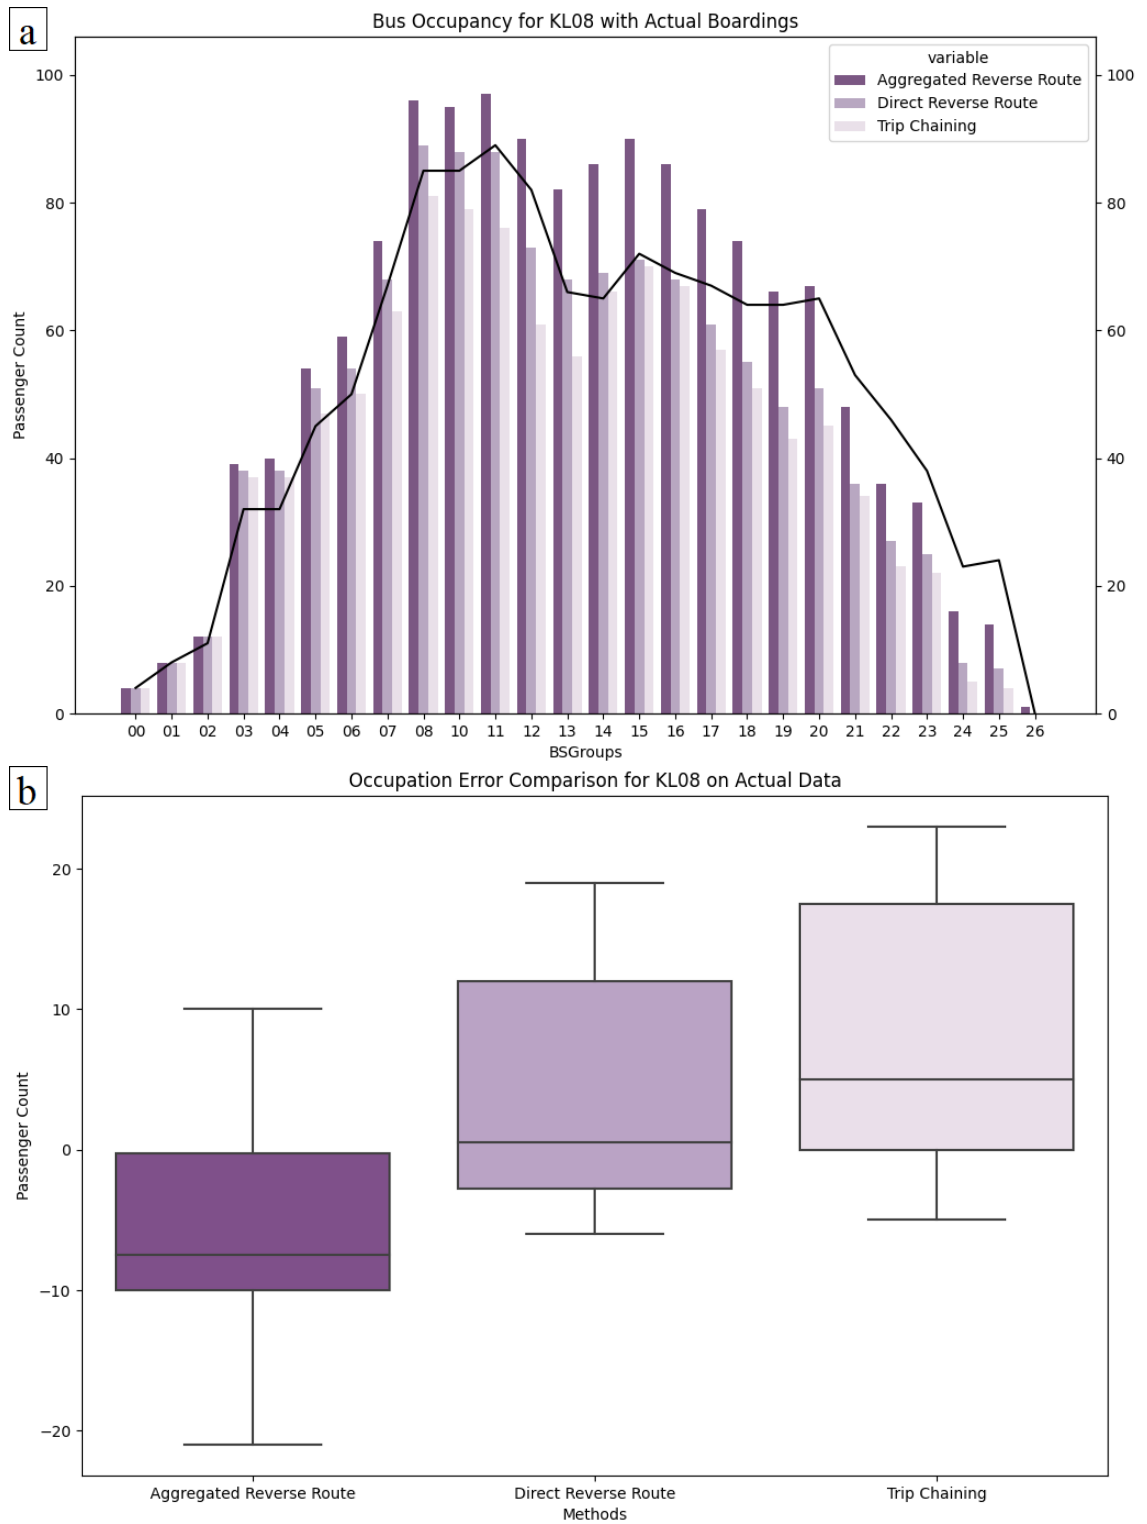 a
Bus Occupancy for KL08 with Actual Boardings
variable
Aggregated Reverse Route
Direct Reverse Route
Trip Chaining
Passenger Count
100
80
60
40
20
0
100
80
60
40
20
0
00 01 02 03 04 05 06 07 08 10 11 12 13 14 15 16 17 18 19 20 21 22 23 24 25 26
BSGroups
b
Occupation Error Comparison for KL08 on Actual Data
Passenger Count
20
10
0
−10
−20
Aggregated Reverse Route Direct Reverse Route Trip Chaining
Methods